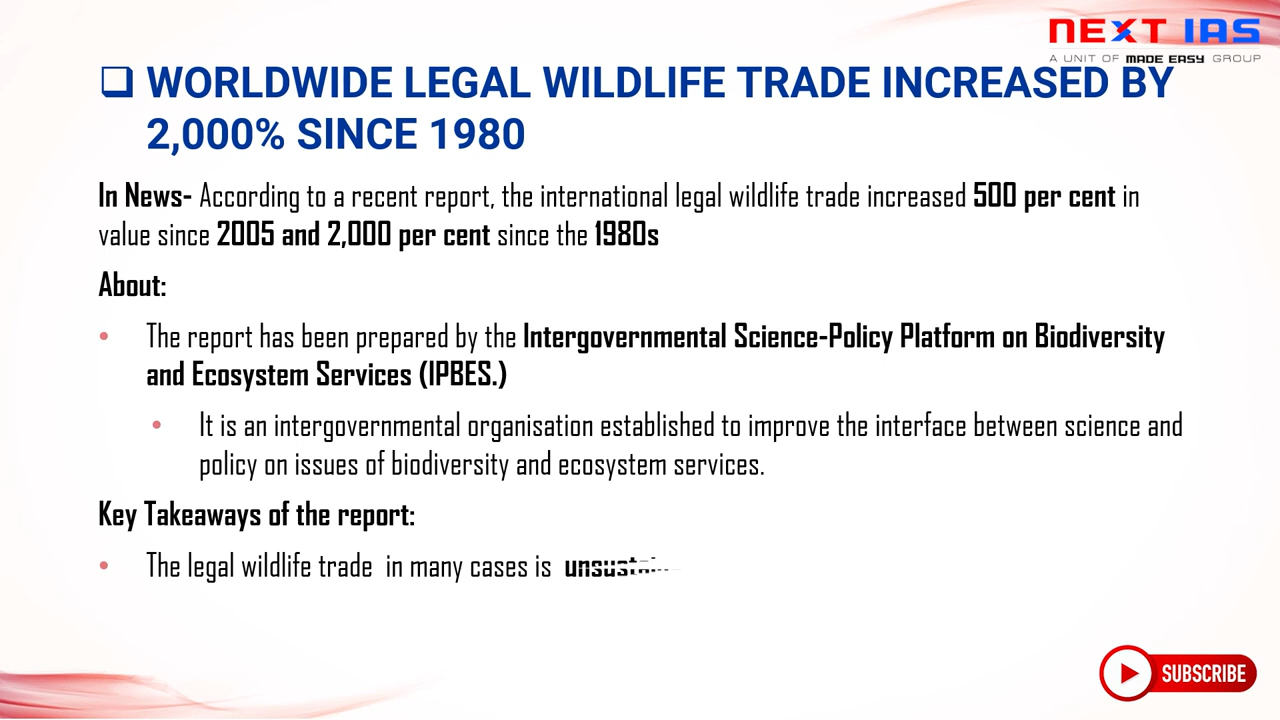 NEXT IAS
A UNIT OF MADE EASY GROUP
WORLDWIDE LEGAL WILDLIFE TRADE INCREASED BY
2,000% SINCE 1980
In News- According to a recent report, the international legal wildlife trade increased 500 per cent in
value since 2005 and 2,000 per cent since the 1980s
About:
• The report has been prepared by the Intergovernmental Science-Policy Platform on Biodiversity
and Ecosystem Services (IPBES.)
• It is an intergovernmental organisation established to improve the interface between science and
policy on issues of biodiversity and ecosystem services.
Key Takeaways of the report:
• The legal wildlife trade in many cases is
SUBSCRIBE